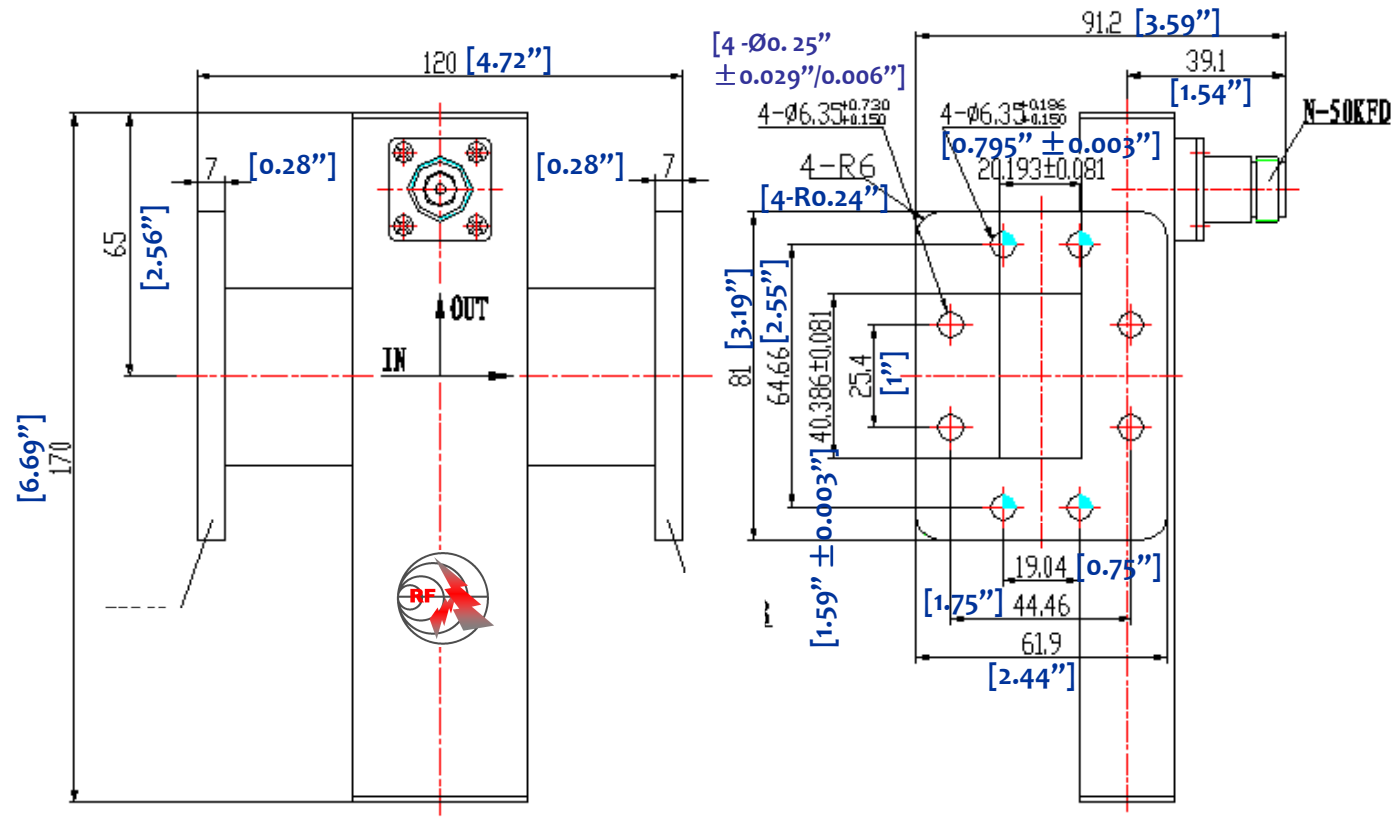 120 [4.72”]
7 [0.28”]
[0.28”] 7
65 [2.56”]
170 [6.69”]
OUT
IN
RF
[4 -Ø0. 25”
±0.029”/0.006”]
4-Ø6.35+0.730
+0.150
4-Ø6.35+0.186
+0.150
91.2 [3.59”]
39.1
[1.54”]
N-50KFD
[0.795” ±0.003”]
20.193±0.081
4-R6
[4-R0.24”]
81 [3.19”]
64.66 [2.55”]
40.386±0.081
[1.59” ±0.003”]
25.4
[1”]
19.04 [0.75”]
[1.75”] 44.46
61.9
[2.44”]